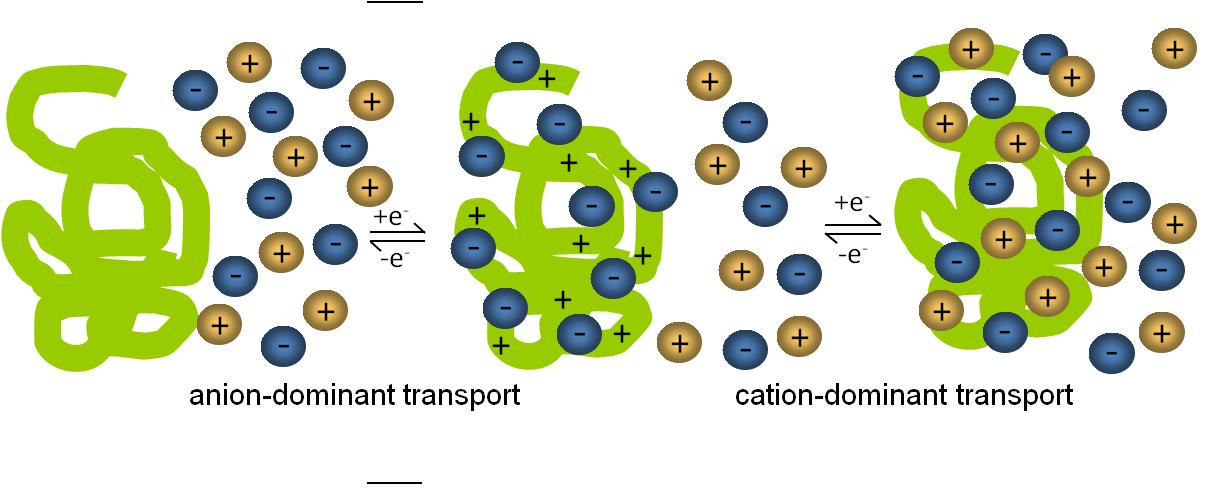 +e-
-e-
+e-
-e-
anion-dominant transport
cation-dominant transport